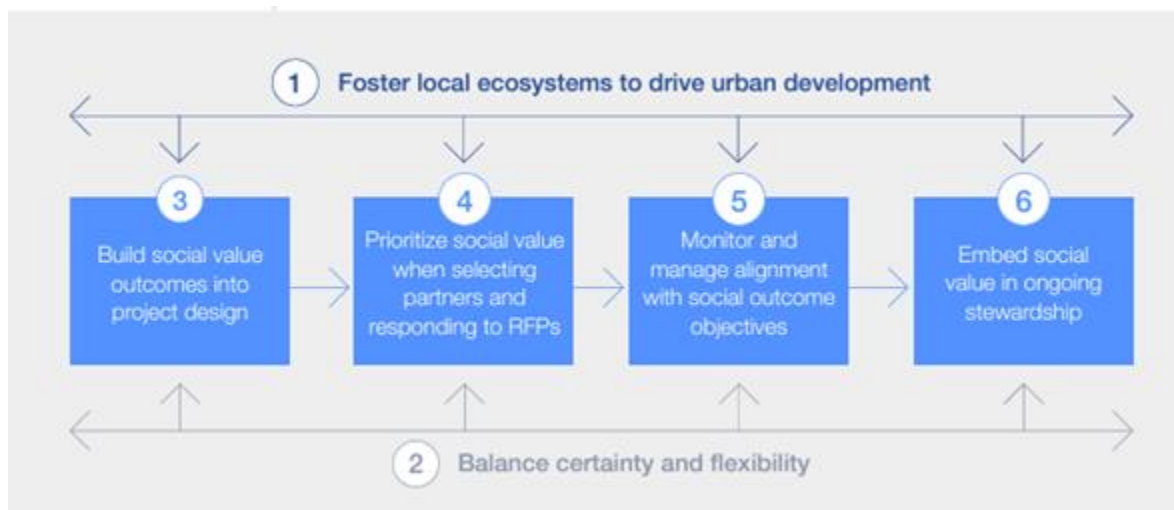 1 Foster local ecosystems to drive urban development
3
Build social value
outcomes into
project design
4
Prioritize social value
when selecting
partners and
responding to RFPs
5
Monitor and
manage alignment
with social outcome
objectives
6
Embed social
value in ongoing
stewardship
2 Balance certainty and flexibility